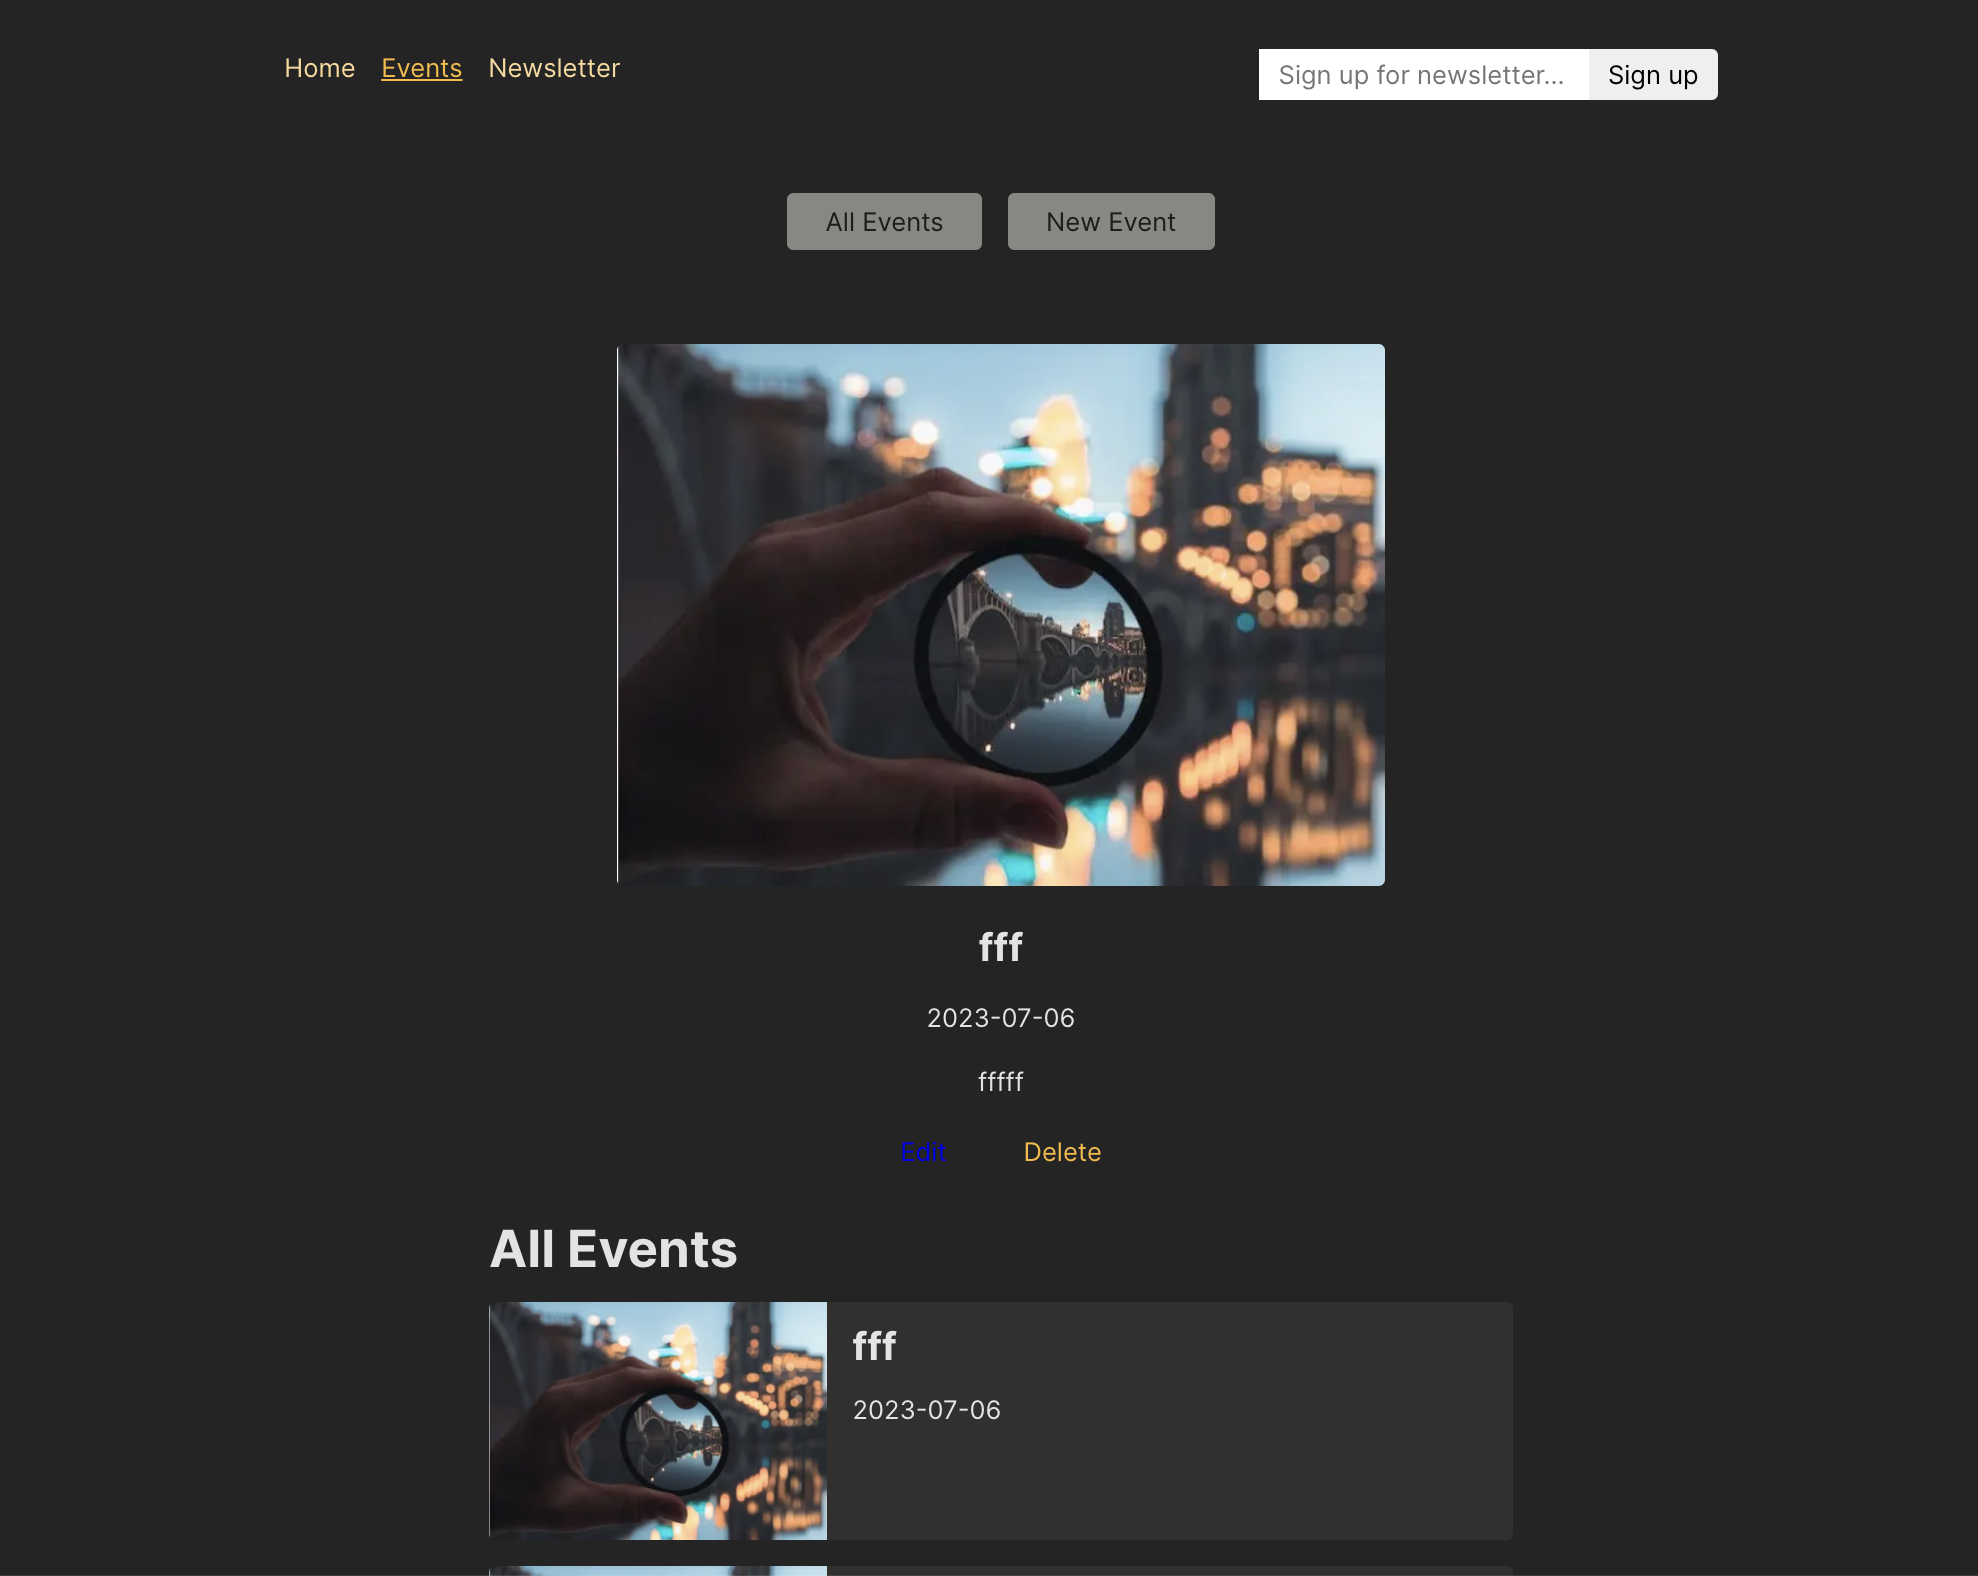 Home Events Newsletter
Sign up for newsletter... Sign up
All Events New Event
fff
2023-07-06
fffff
Edit Delete
All Events
fff
2023-07-06